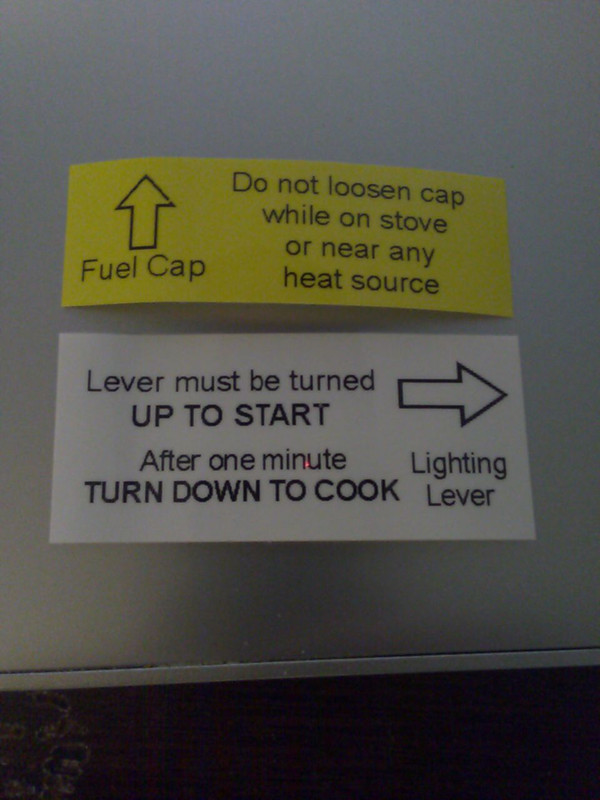 Do not loosen cap
while on stove
or near any
heat source
Fuel Cap
Lever must be turned
UP TO START
After one minute
TURN DOWN TO COOK
Lighting
Lever